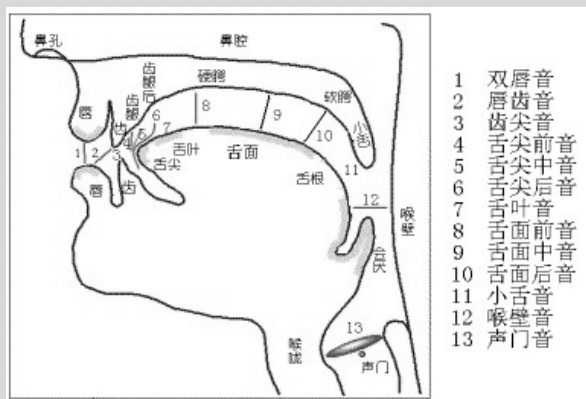 鼻孔
鼻腔
齿龈后
齿龈
硬腭
软腭
小舌
唇
齿
1
2
3
4
5
6
7
8
9
10
11
12
13
舌叶
舌尖
舌面
舌根
唇
齿
喉壁
会厌
喉咙
声门
1 双唇音
2 唇齿音
3 齿尖音
4 舌尖前音
5 舌尖中音
6 舌尖后音
7 舌叶音
8 舌面前音
9 舌面中音
10 舌面后音
11 小舌音
12 喉壁音
13 声门音